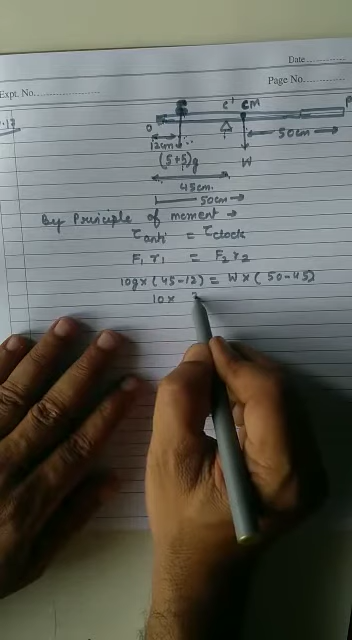 Date
Expt. No.
Page No.
C' CM
O
12cm
50cm
(5+5)g
W
45cm.
50cm
By Principle of moment →
τanti = τclock
F₁ r₁ = F₂ r₂
10g × (45-12) = W × (50-45)
10 ×